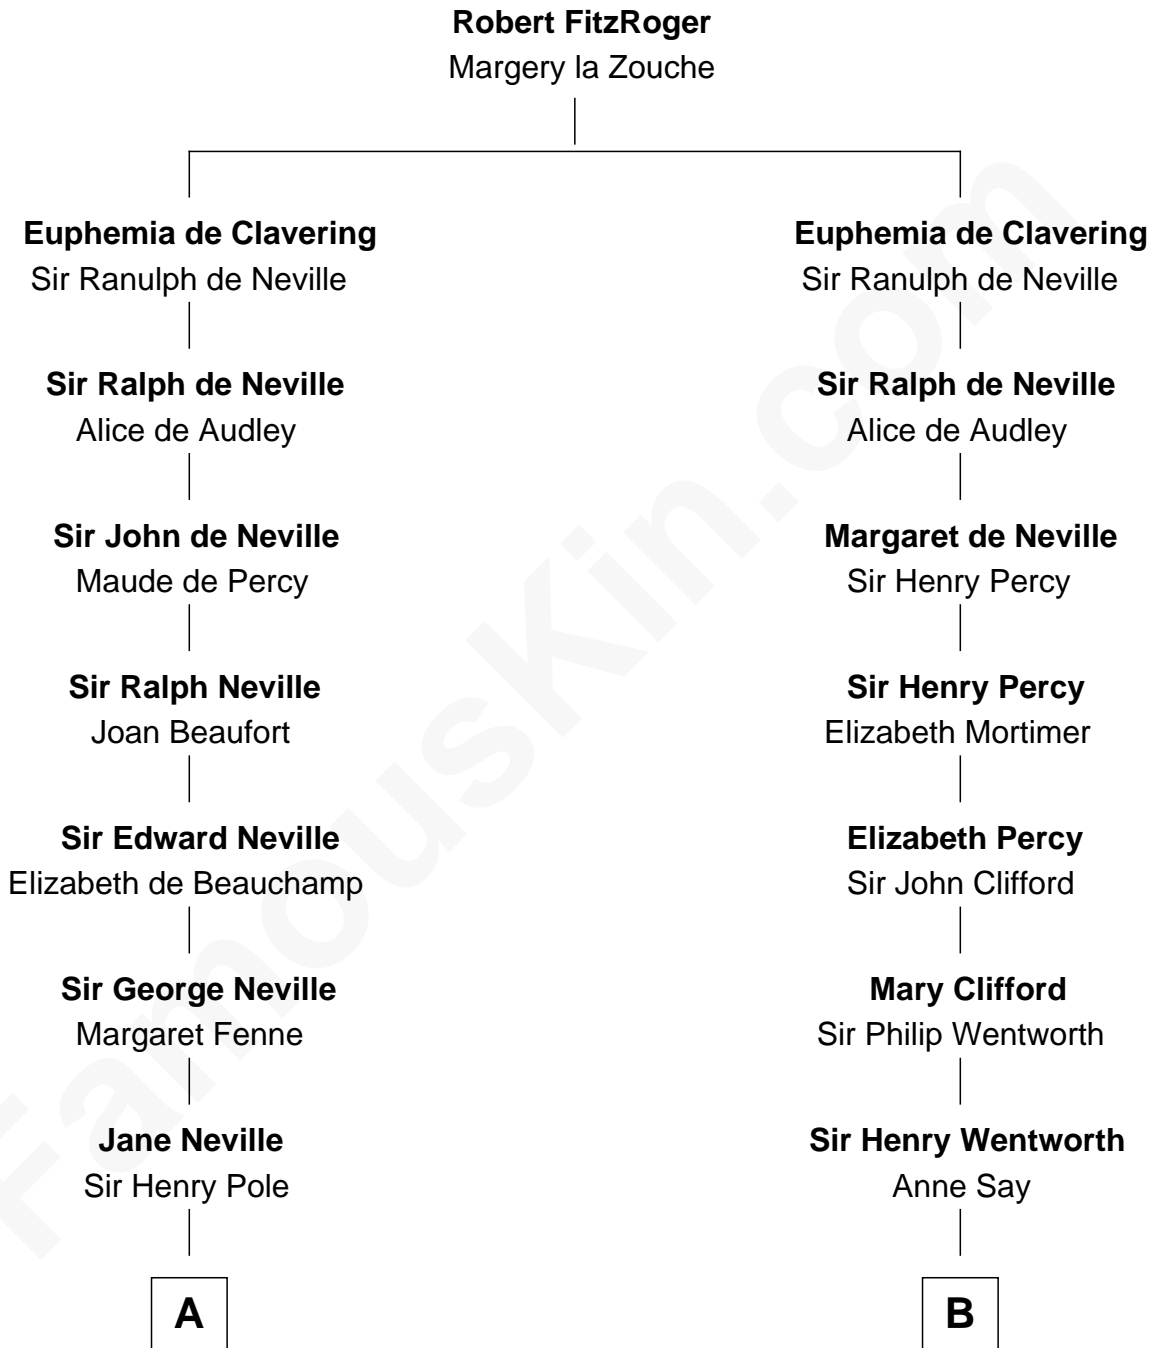 Robert FitzRoger
Margery la Zouche
Euphemia de Clavering
Sir Ranulph de Neville
Sir Ralph de Neville
Alice de Audley
Sir John de Neville
Maude de Percy
Sir Ralph Neville
Joan Beaufort
Sir Edward Neville
Elizabeth de Beauchamp
Sir George Neville
Margaret Fenne
Jane Neville
Sir Henry Pole
A
Euphemia de Clavering
Sir Ranulph de Neville
Sir Ralph de Neville
Alice de Audley
Margaret de Neville
Sir Henry Percy
Sir Henry Percy
Elizabeth Mortimer
Elizabeth Percy
Sir John Clifford
Mary Clifford
Sir Philip Wentworth
Sir Henry Wentworth
Anne Say
B
FamousKin.com